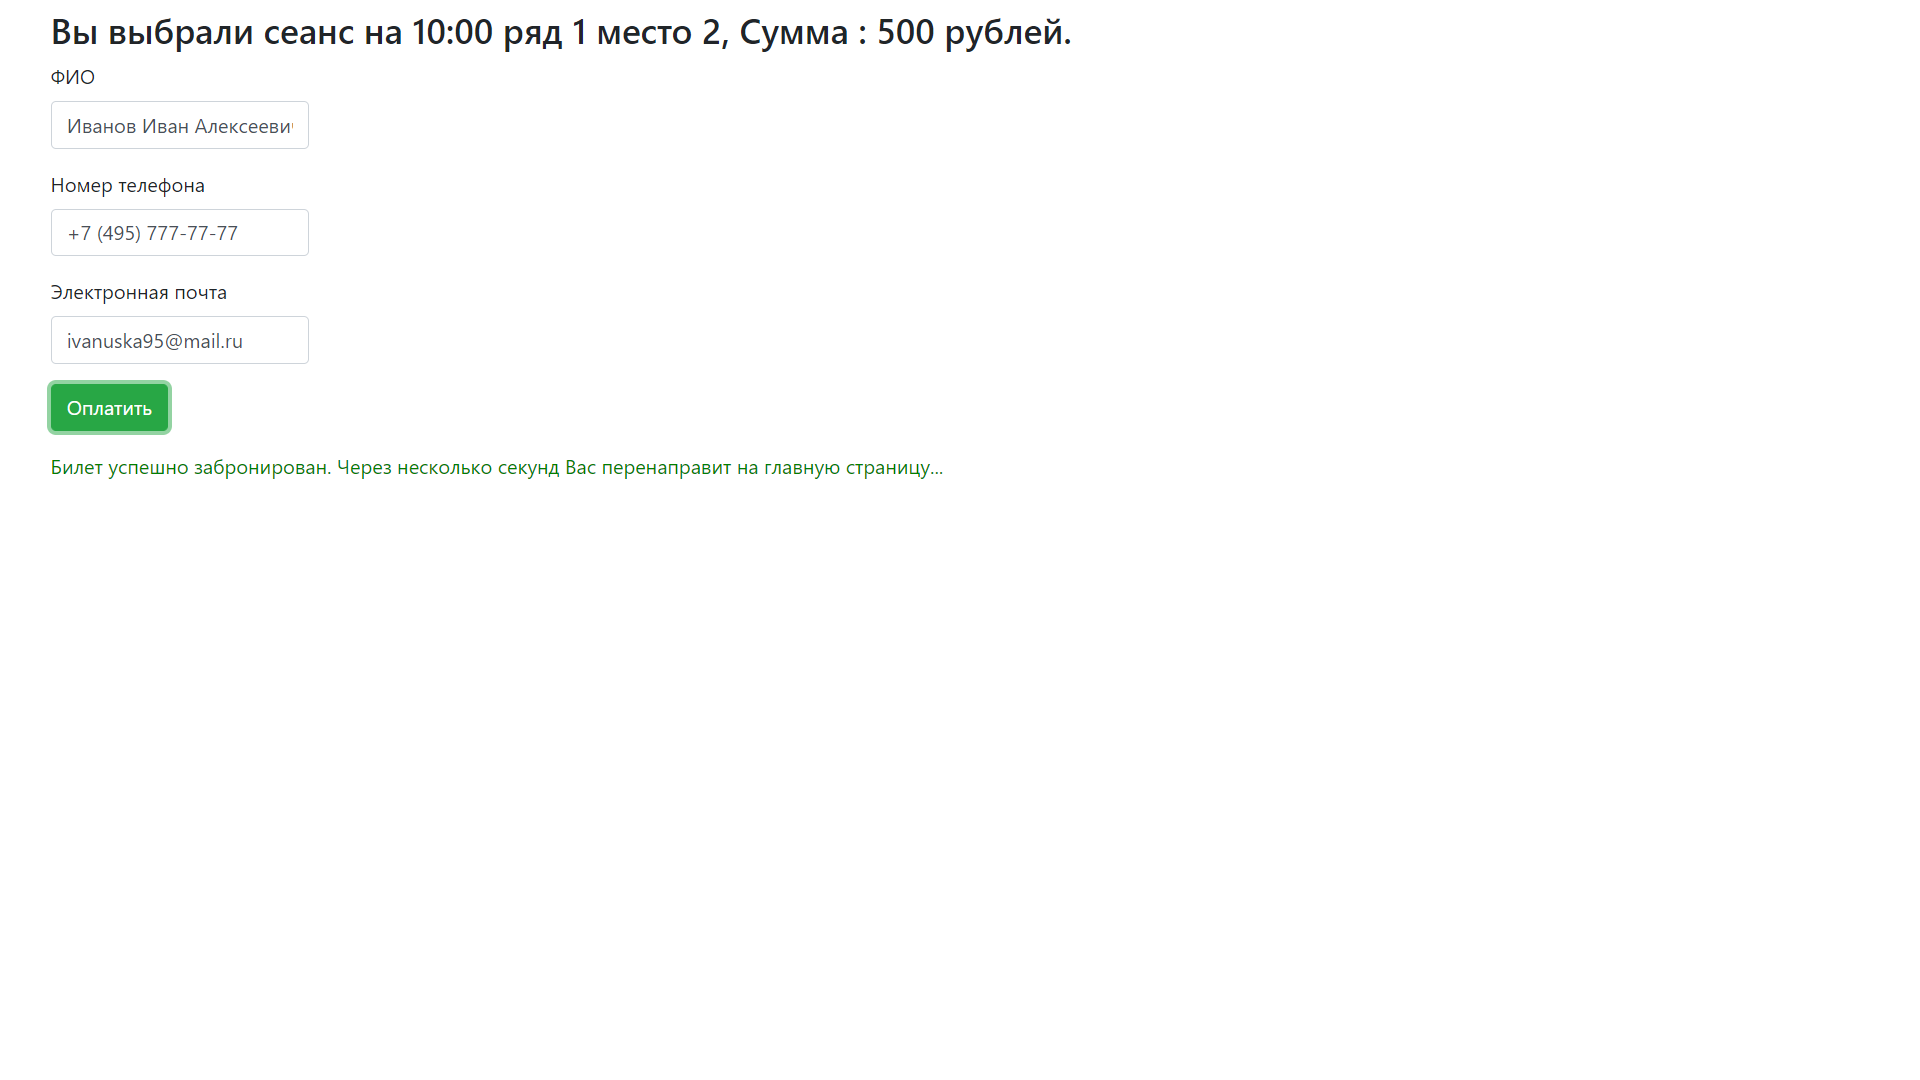 Вы выбрали сеанс на 10:00 ряд 1 место 2, Сумма : 500 рублей.
ФИО
Иванов Иван Алексееви
Номер телефона
+7 (495) 777-77-77
Электронная почта
ivanuska95@mail.ru
Оплатить
Билет успешно забронирован. Через несколько секунд Вас перенаправит на главную страницу...